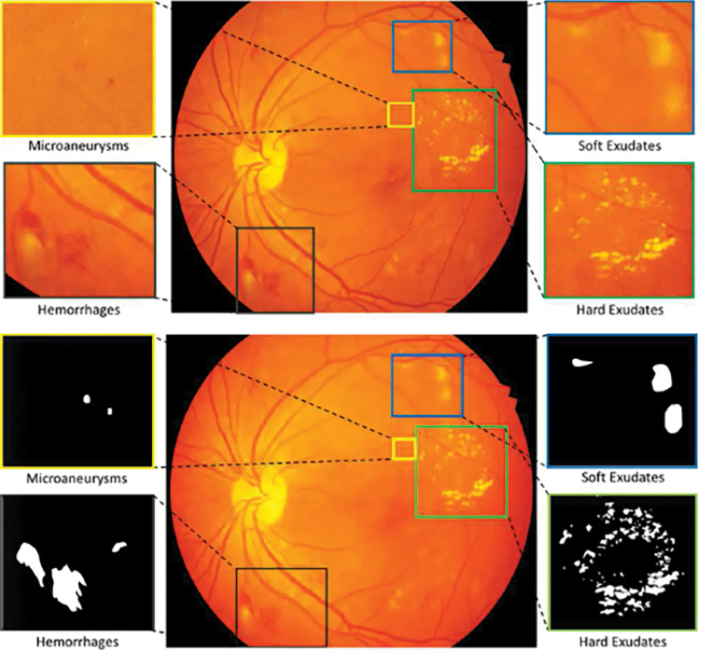 Microaneurysms
Soft Exudates
Hemorrhages
Hard Exudates
Microaneurysms
Soft Exudates
Hemorrhages
Hard Exudates